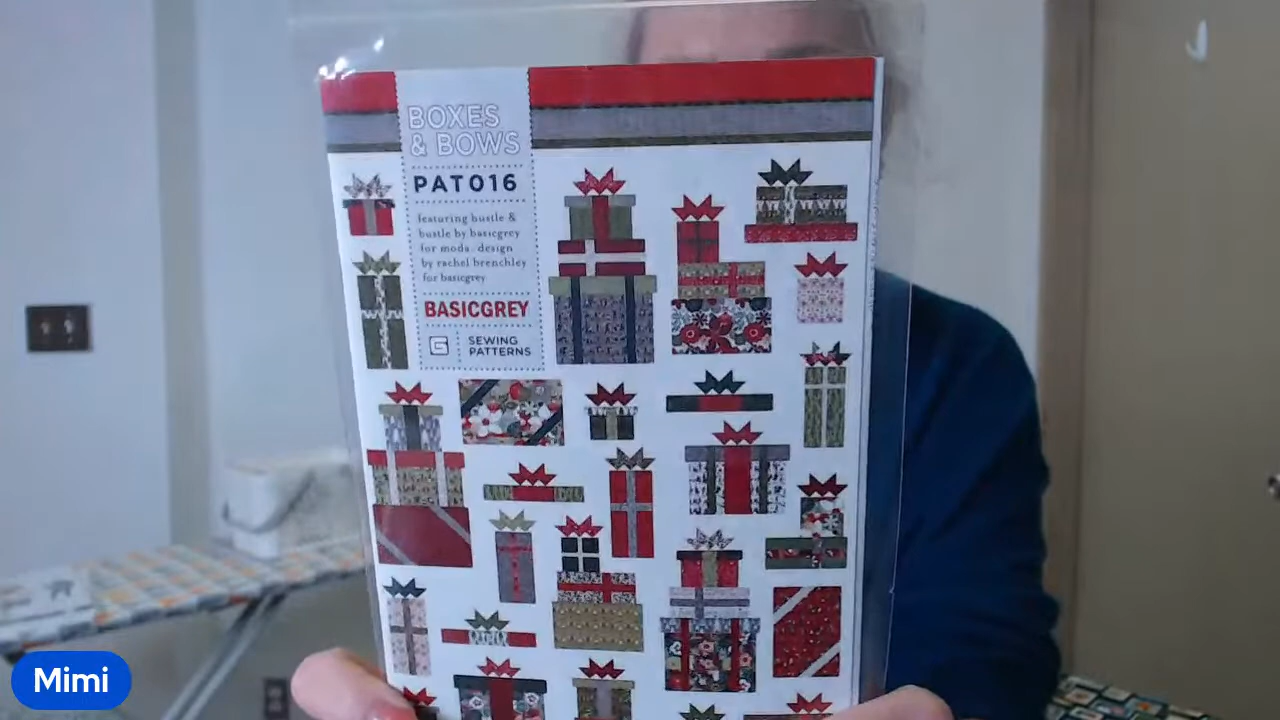 BOXES
& BOWS
PAT016
featuring hustle &
bustle by basicgrey
for moda. design
by rachel brenchley
for basicgrey
BASICGREY
G SEWING
PATTERNS
Mimi